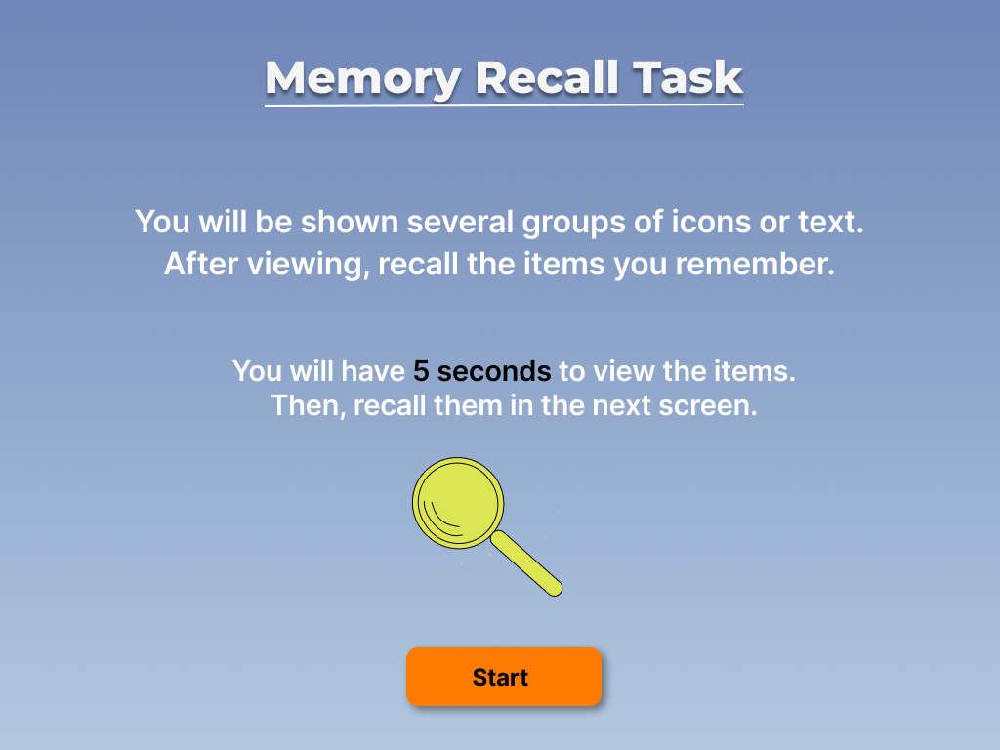 Memory Recall Task
You will be shown several groups of icons or text.
After viewing, recall the items you remember.
You will have 5 seconds to view the items.
Then, recall them in the next screen.
Start